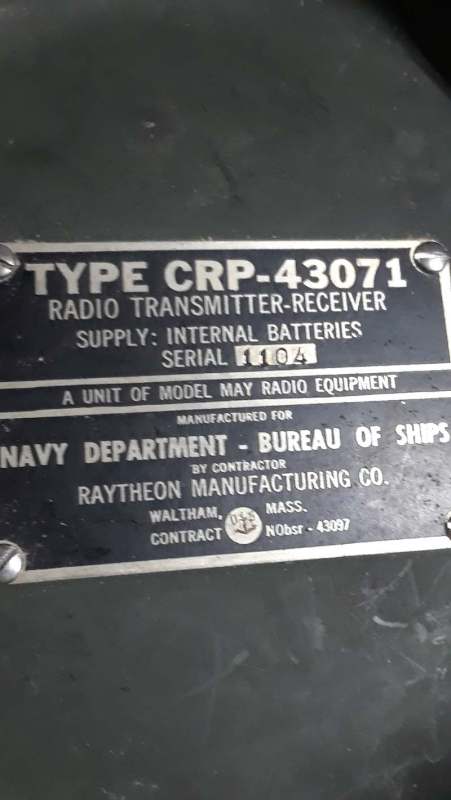 TYPE CRP-43071
RADIO TRANSMITTER-RECEIVER
SUPPLY: INTERNAL BATTERIES
SERIAL 1104
A UNIT OF MODEL MAY RADIO EQUIPMENT
MANUFACTURED FOR
NAVY DEPARTMENT - BUREAU OF SHIPS
BY CONTRACTOR
RAYTHEON MANUFACTURING CO.
WALTHAM, MASS.
CONTRACT NObsr - 43097